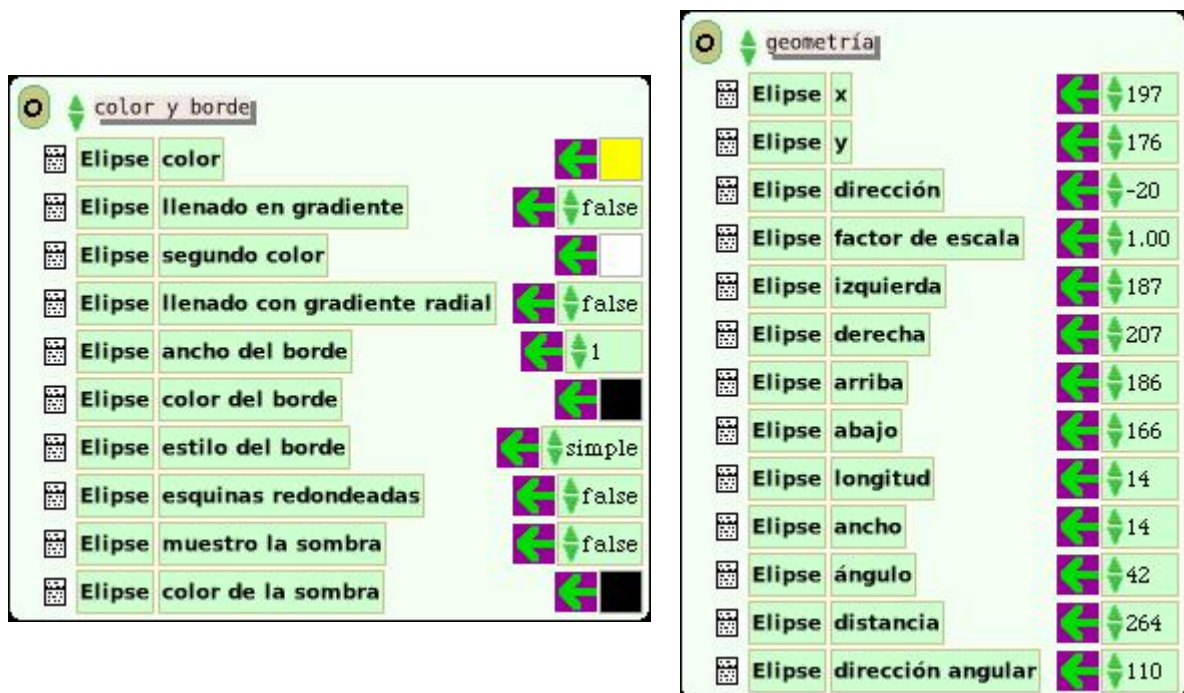 color y borde
Elipse color
Elipse llenado en gradiente false
Elipse segundo color
Elipse llenado con gradiente radial false
Elipse ancho del borde 1
Elipse color del borde
Elipse estilo del borde simple
Elipse esquinas redondeadas false
Elipse muestro la sombra false
Elipse color de la sombra
geometría
Elipse x 197
Elipse y 176
Elipse dirección -20
Elipse factor de escala 1.00
Elipse izquierda 187
Elipse derecha 207
Elipse arriba 186
Elipse abajo 166
Elipse longitud 14
Elipse ancho 14
Elipse ángulo 42
Elipse distancia 264
Elipse dirección angular 110